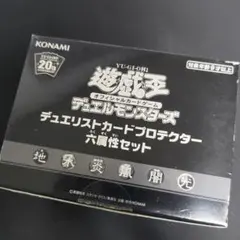 KONAMI
YU-GI-OH!
オフィシャルカードゲーム
遊戯王
デュエルモンスターズ
20th
デュエリストカードプロテクター
六属性セット
地 水 炎 風 闇 光